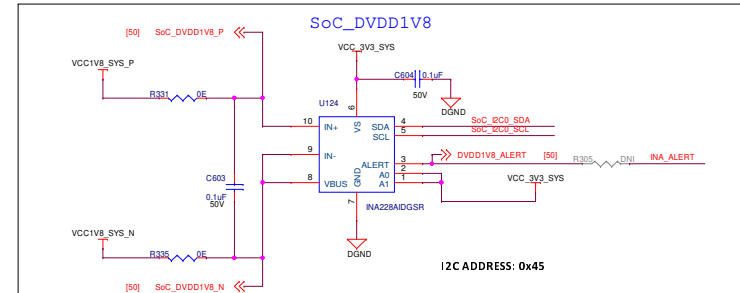 SoC_DVDD1V8
[50] SoC_DVDD1V8_P
VCC_3V3_SYS
VCC1V8_SYS_P
C604 0.1uF
50V
DGND
R331 0E
U124
6
VS
10 IN+
SDA 4 SoC_I2C0_SDA
SCL 5 SoC_I2C0_SCL
9 IN-
ALERT 3 DVDD1V8_ALERT [50] R305 DNI INA_ALERT
A0 2
8 VBUS
GND
A1 1
VCC_3V3_SYS
C603
0.1uF
50V
7
INA228AIDGSR
VCC1V8_SYS_N
DGND
R335 0E
I2C ADDRESS: 0x45
[50] SoC_DVDD1V8_N